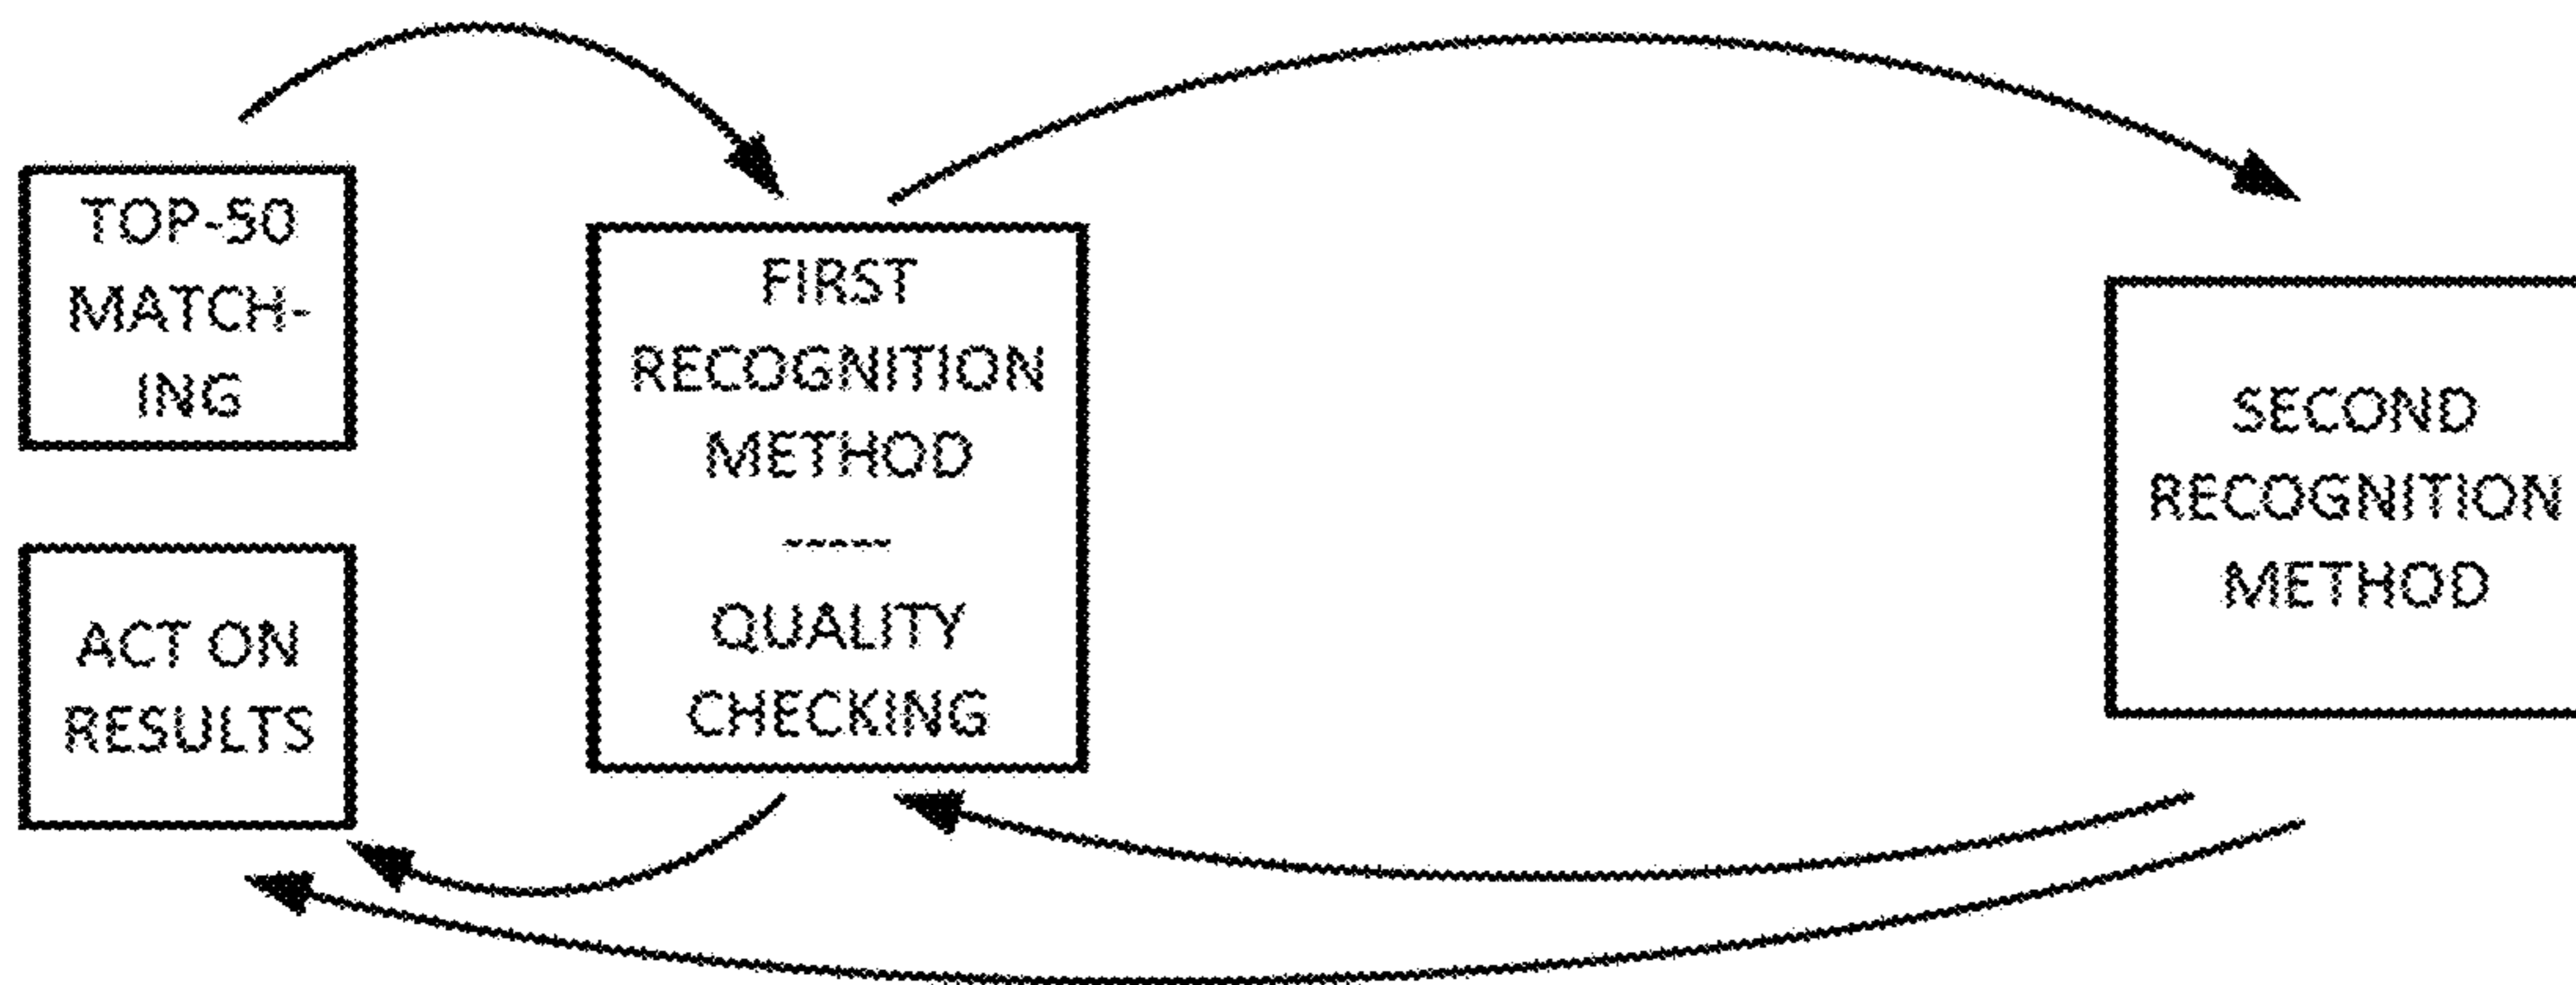 TOP-50
MATCH-
ING
ACT ON
RESULTS
FIRST
RECOGNITION
METHOD
-----
QUALITY
CHECKING
SECOND
RECOGNITION
METHOD